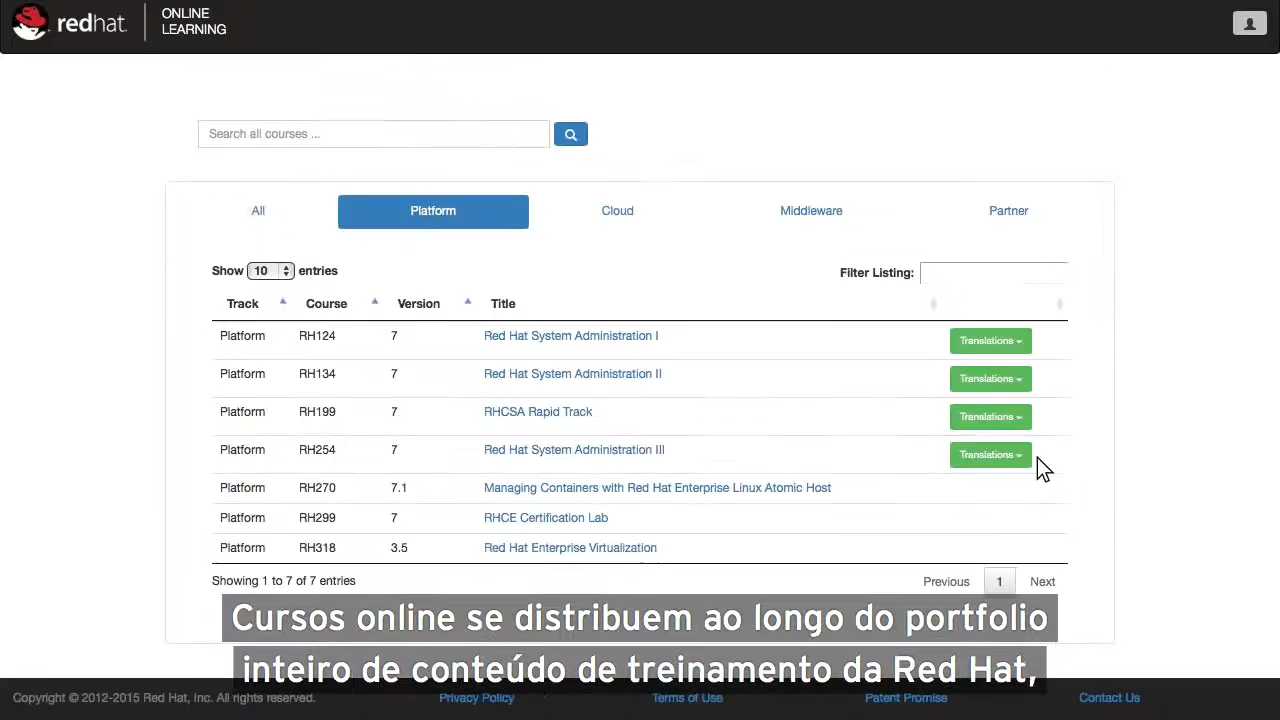 redhat.
ONLINE
LEARNING
Search all courses ...
All Platform Cloud Middleware Partner
Show 10 entries Filter Listing:
Track Course Version Title
Platform RH124 7 Red Hat System Administration I Translations
Platform RH134 7 Red Hat System Administration II Translations
Platform RH199 7 RHCSA Rapid Track Translations
Platform RH254 7 Red Hat System Administration III Translations
Platform RH270 7.1 Managing Containers with Red Hat Enterprise Linux Atomic Host
Platform RH299 7 RHCE Certification Lab
Platform RH318 3.5 Red Hat Enterprise Virtualization
Showing 1 to 7 of 7 entries Previous 1 Next
Cursos online se distribuem ao longo do portfolio
inteiro de conteúdo de treinamento da Red Hat,
Copyright © 2012-2015 Red Hat, Inc. All rights reserved. Privacy Policy Terms of Use Patent Promise Contact Us